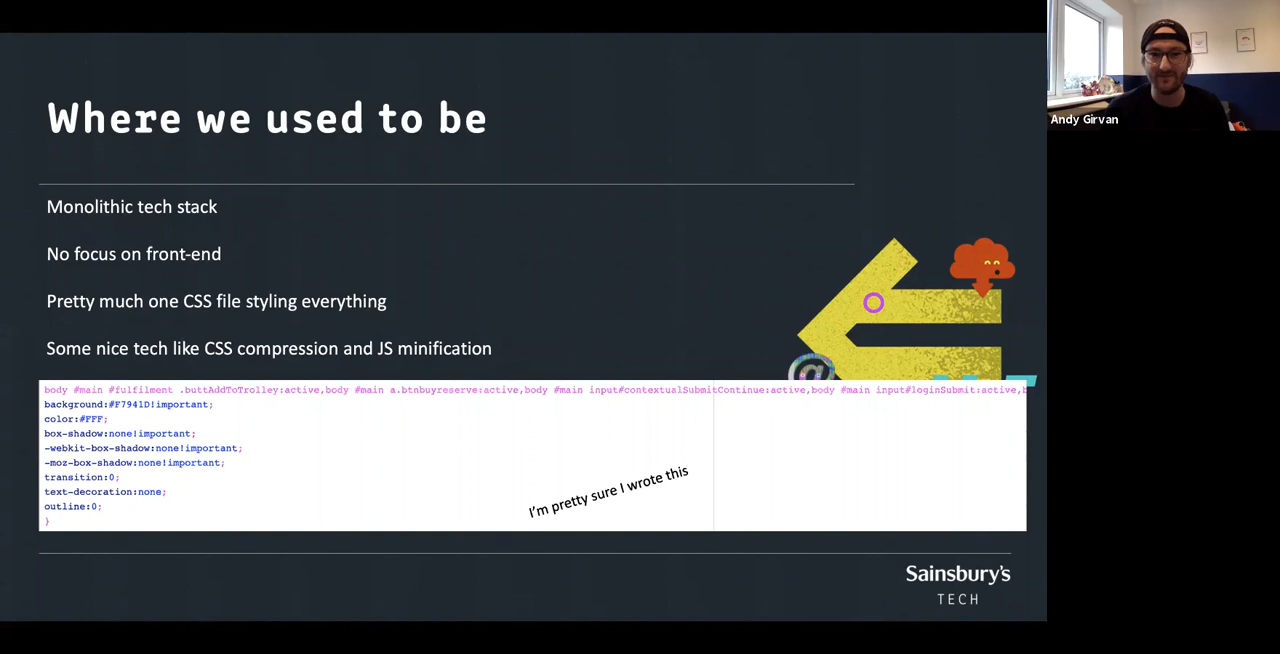 Where we used to be
Monolithic tech stack
No focus on front-end
Pretty much one CSS file styling everything
Some nice tech like CSS compression and JS minification
body #main #fulfilment .buttAddToTrolley:active,body #main a.btnbuyreserve:active,body #main input#contextualSubmitContinue:active,body #main input#loginSubmit:active,b
background:#F7941D!important;
color:#FFF;
box-shadow:none!important;
-webkit-box-shadow:none!important;
-moz-box-shadow:none!important;
transition:0;
text-decoration:none;
outline:0;
}
I'm pretty sure I wrote this
@
Sainsbury's
TECH
Andy Girvan